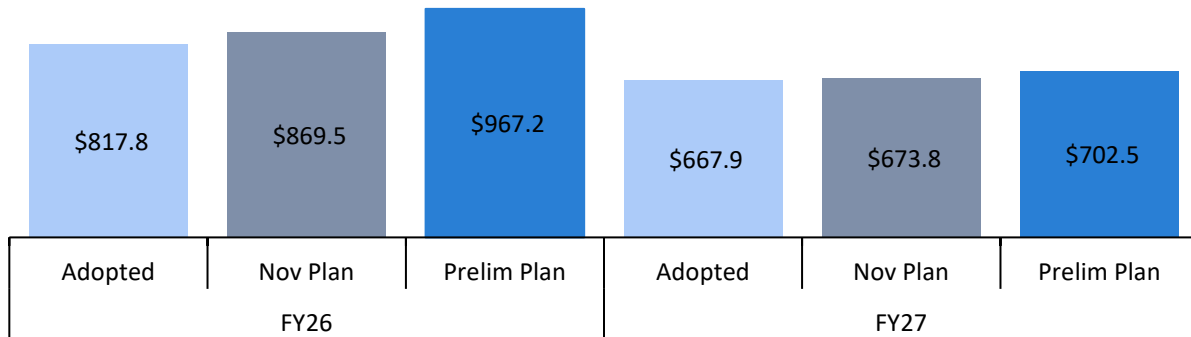 $817.8 $869.5 $967.2 $667.9 $673.8 $702.5
Adopted Nov Plan Prelim Plan Adopted Nov Plan Prelim Plan
FY26 FY27